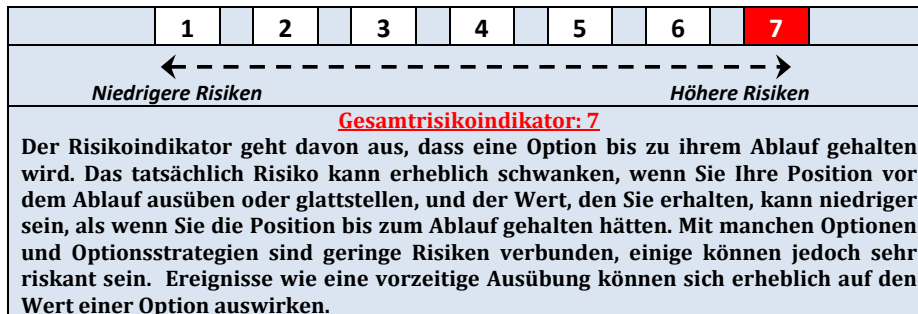 1 2 3 4 5 6 7
Niedrigere Risiken Höhere Risiken
Gesamtrisikoindikator: 7
Der Risikoindikator geht davon aus, dass eine Option bis zu ihrem Ablauf gehalten
wird. Das tatsächlich Risiko kann erheblich schwanken, wenn Sie Ihre Position vor
dem Ablauf ausüben oder glattstellen, und der Wert, den Sie erhalten, kann niedriger
sein, als wenn Sie die Position bis zum Ablauf gehalten hätten. Mit manchen Optionen
und Optionsstrategien sind geringe Risiken verbunden, einige können jedoch sehr
riskant sein. Ereignisse wie eine vorzeitige Ausübung können sich erheblich auf den
Wert einer Option auswirken.